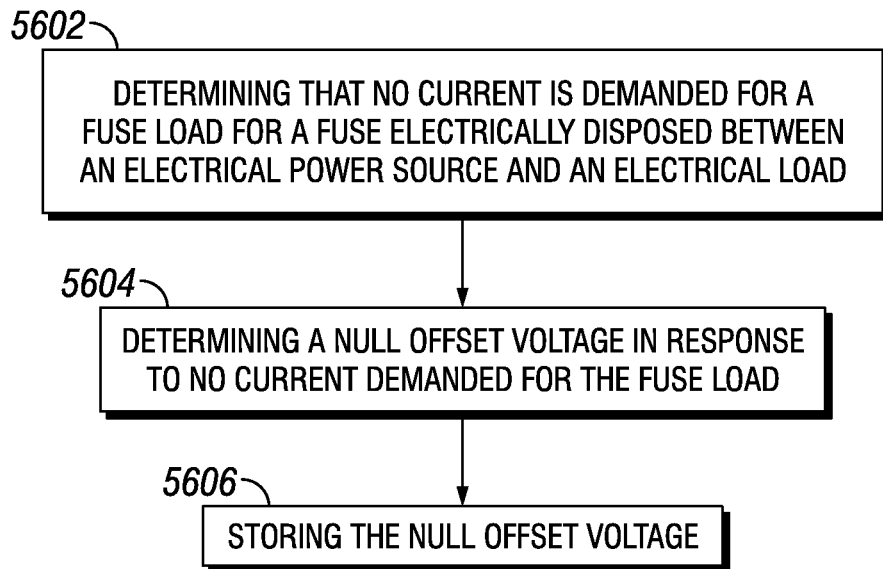 5602
DETERMINING THAT NO CURRENT IS DEMANDED FOR A
FUSE LOAD FOR A FUSE ELECTRICALLY DISPOSED BETWEEN
AN ELECTRICAL POWER SOURCE AND AN ELECTRICAL LOAD
5604
DETERMINING A NULL OFFSET VOLTAGE IN RESPONSE
TO NO CURRENT DEMANDED FOR THE FUSE LOAD
5606
STORING THE NULL OFFSET VOLTAGE